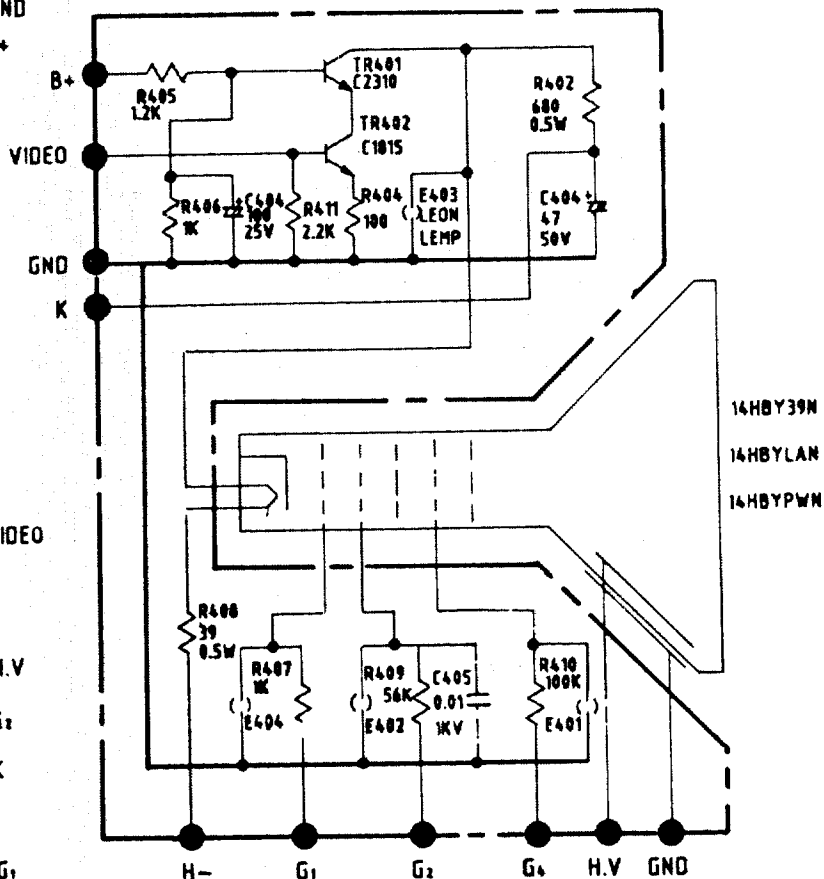 ND
+
B+
R405
1.2K
TR401
C2310
R402
680
0.5W
VIDEO
TR402
C1815
R406
1K
C404
100
25V
R411
2.2K
R404
100
E403
LEON
LEMP
C404
+
47
50V
GND
K
14HBY39N
14HBYLAN
14HBYPWN
IDEO
R408
39
0.5W
R407
1K
R409
56K
C405
0.01
1KV
R410
100K
E404
E402
E401
H.V
G₂
K
G₁
H-
G₁
G₂
G₄
H.V
GND